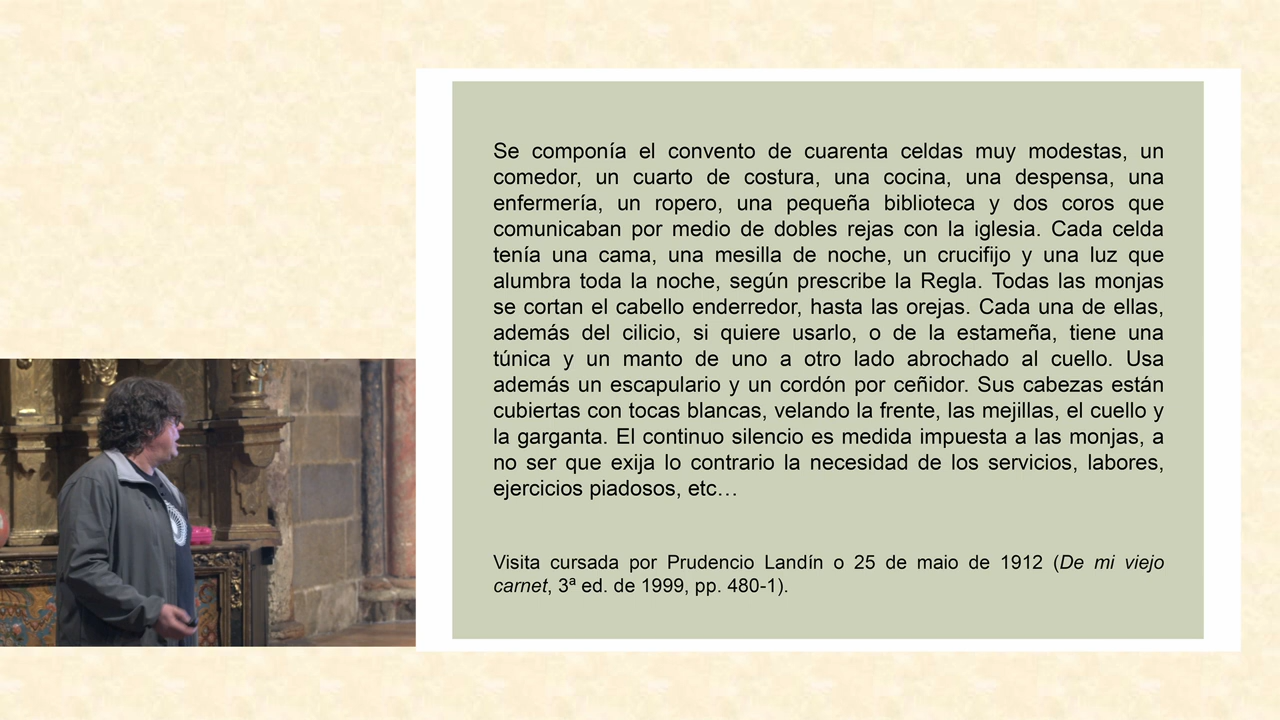 Se componía el convento de cuarenta celdas muy modestas, un
comedor, un cuarto de costura, una cocina, una despensa, una
enfermería, un ropero, una pequeña biblioteca y dos coros que
comunicaban por medio de dobles rejas con la iglesia. Cada celda
tenía una cama, una mesilla de noche, un crucifijo y una luz que
alumbra toda la noche, según prescribe la Regla. Todas las monjas
se cortan el cabello enderredor, hasta las orejas. Cada una de ellas,
además del cilicio, si quiere usarlo, o de la estameña, tiene una
túnica y un manto de uno a otro lado abrochado al cuello. Usa
además un escapulario y un cordón por ceñidor. Sus cabezas están
cubiertas con tocas blancas, velando la frente, las mejillas, el cuello y
la garganta. El continuo silencio es medida impuesta a las monjas, a
no ser que exija lo contrario la necesidad de los servicios, labores,
ejercicios piadosos, etc…
Visita cursada por Prudencio Landín o 25 de maio de 1912 (De mi viejo
carnet, 3ª ed. de 1999, pp. 480-1).